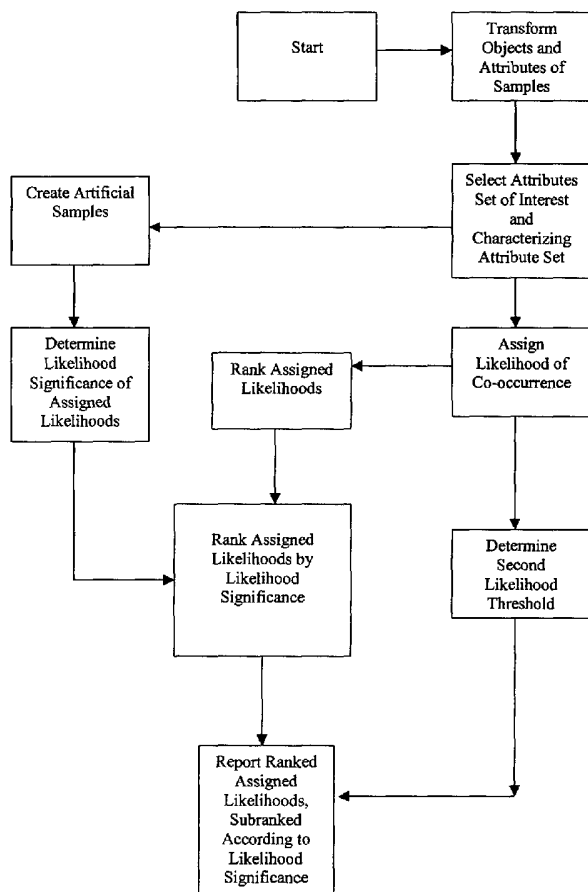 Start
Transform
Objects and
Attributes of
Samples
Create Artificial
Samples
Select Attributes
Set of Interest
and
Characterizing
Attribute Set
Determine
Likelihood
Significance of
Assigned
Likelihoods
Rank Assigned
Likelihoods
Assign
Likelihood of
Co-occurrence
Rank Assigned
Likelihoods by
Likelihood
Significance
Determine
Second
Likelihood
Threshold
Report Ranked
Assigned
Likelihoods,
Subranked
According to
Likelihood
Significance